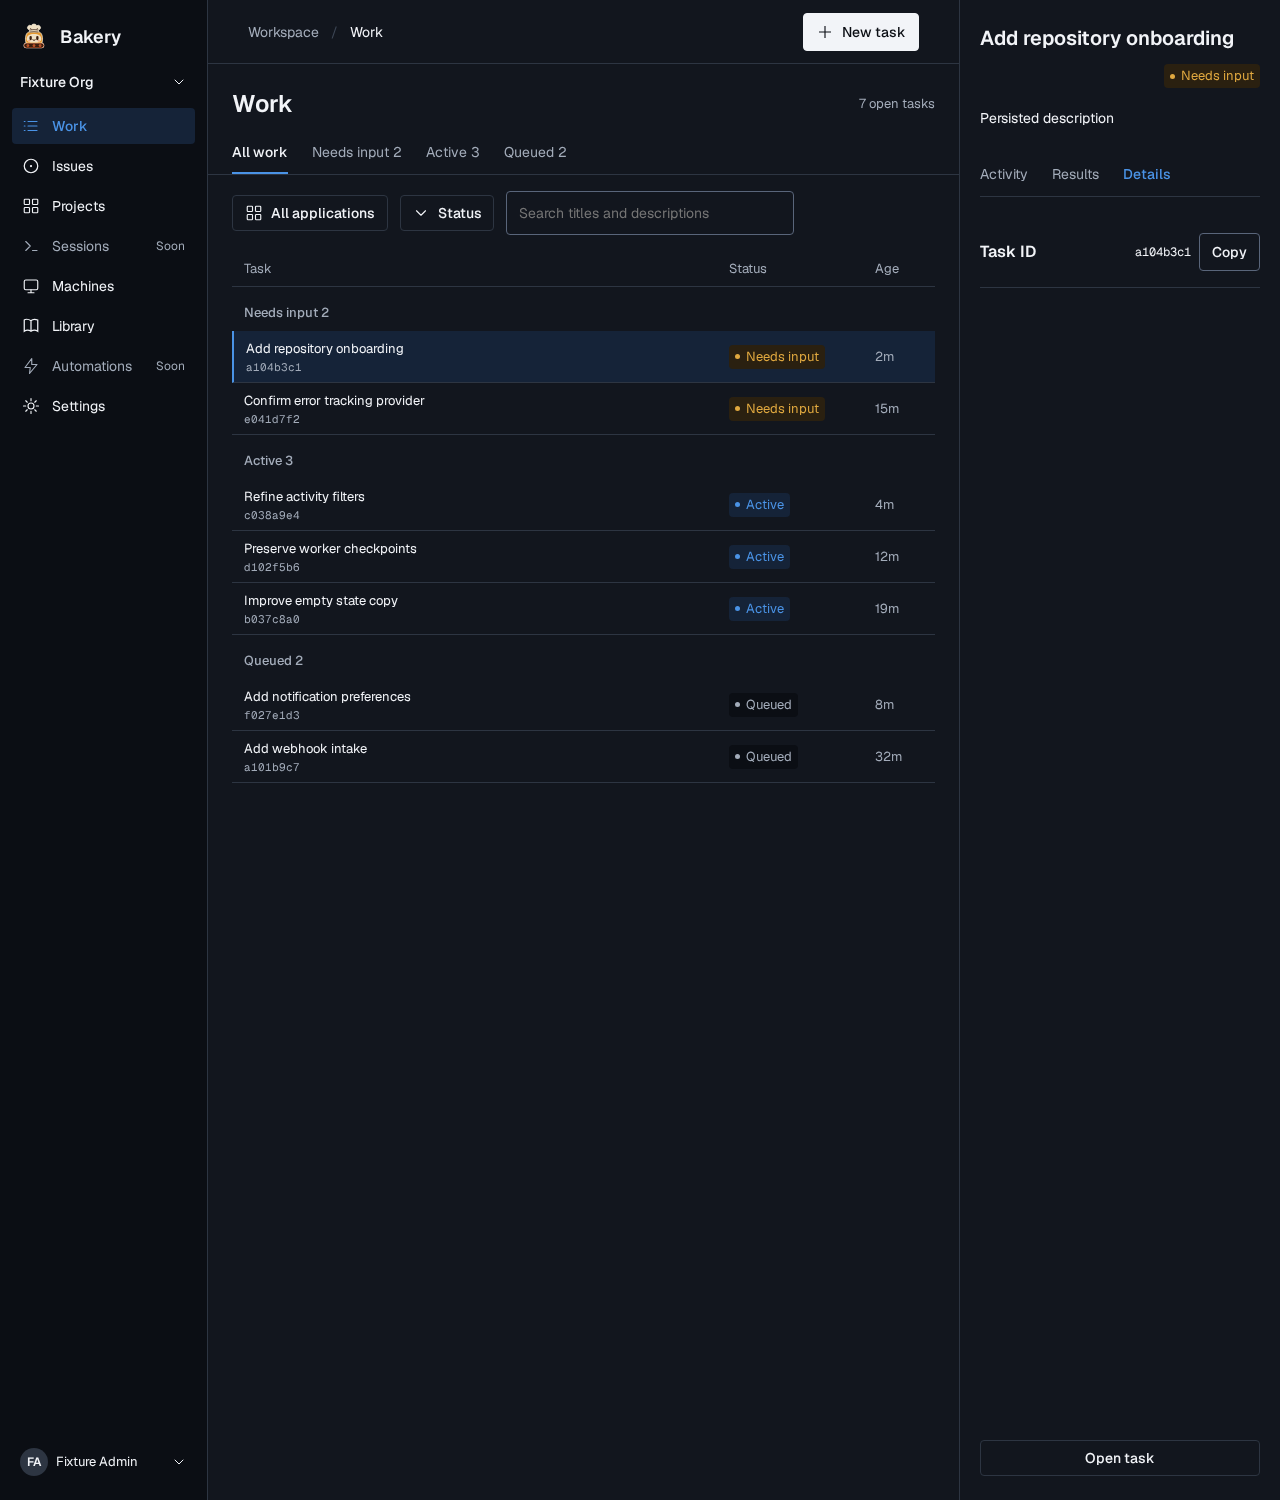 Bakery
Fixture Org
Work
Issues
Projects
Sessions Soon
Machines
Library
Automations Soon
Settings
FA Fixture Admin
Workspace / Work
New task
Work
7 open tasks
All work Needs input 2 Active 3 Queued 2
All applications Status Search titles and descriptions
Task Status Age
Needs input 2
Add repository onboarding
a104b3c1
Needs input 2m
Confirm error tracking provider
e041d7f2
Needs input 15m
Active 3
Refine activity filters
c038a9e4
Active 4m
Preserve worker checkpoints
d102f5b6
Active 12m
Improve empty state copy
b037c8a0
Active 19m
Queued 2
Add notification preferences
f027e1d3
Queued 8m
Add webhook intake
a101b9c7
Queued 32m
Add repository onboarding
Needs input
Persisted description
Activity Results Details
Task ID a104b3c1 Copy
Open task